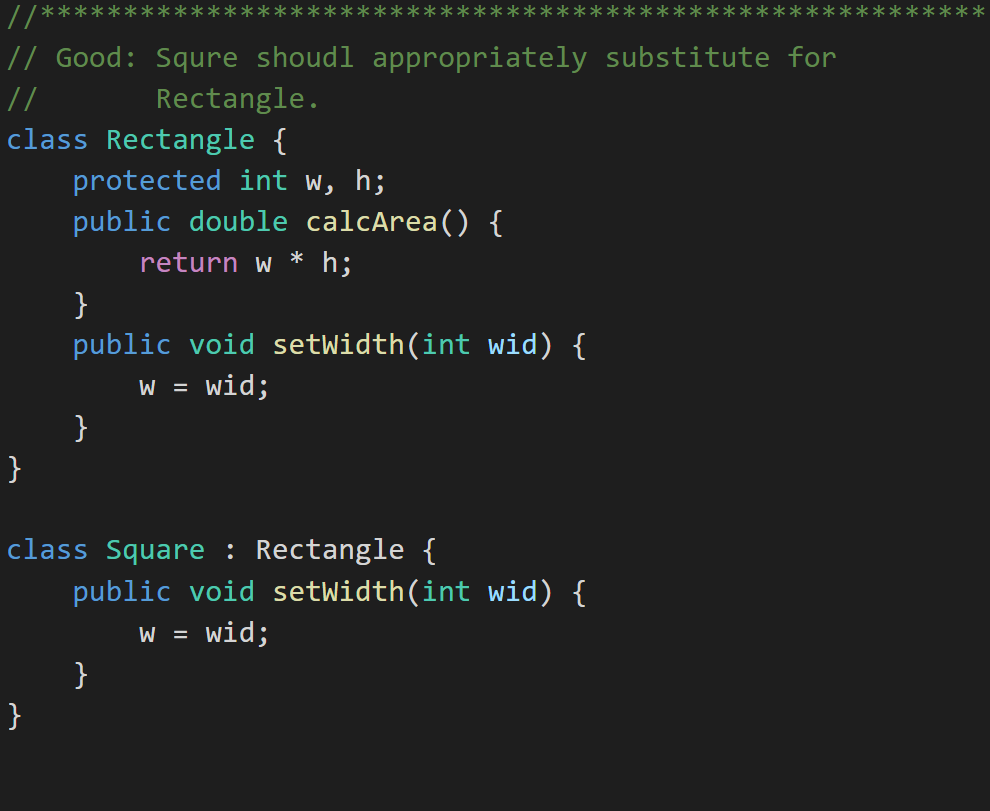 //*********************************************************
// Good: Squre shoudl appropriately substitute for
//       Rectangle.
class Rectangle {
    protected int w, h;
    public double calcArea() {
        return w * h;
    }
    public void setWidth(int wid) {
        w = wid;
    }
}

class Square : Rectangle {
    public void setWidth(int wid) {
        w = wid;
    }
}